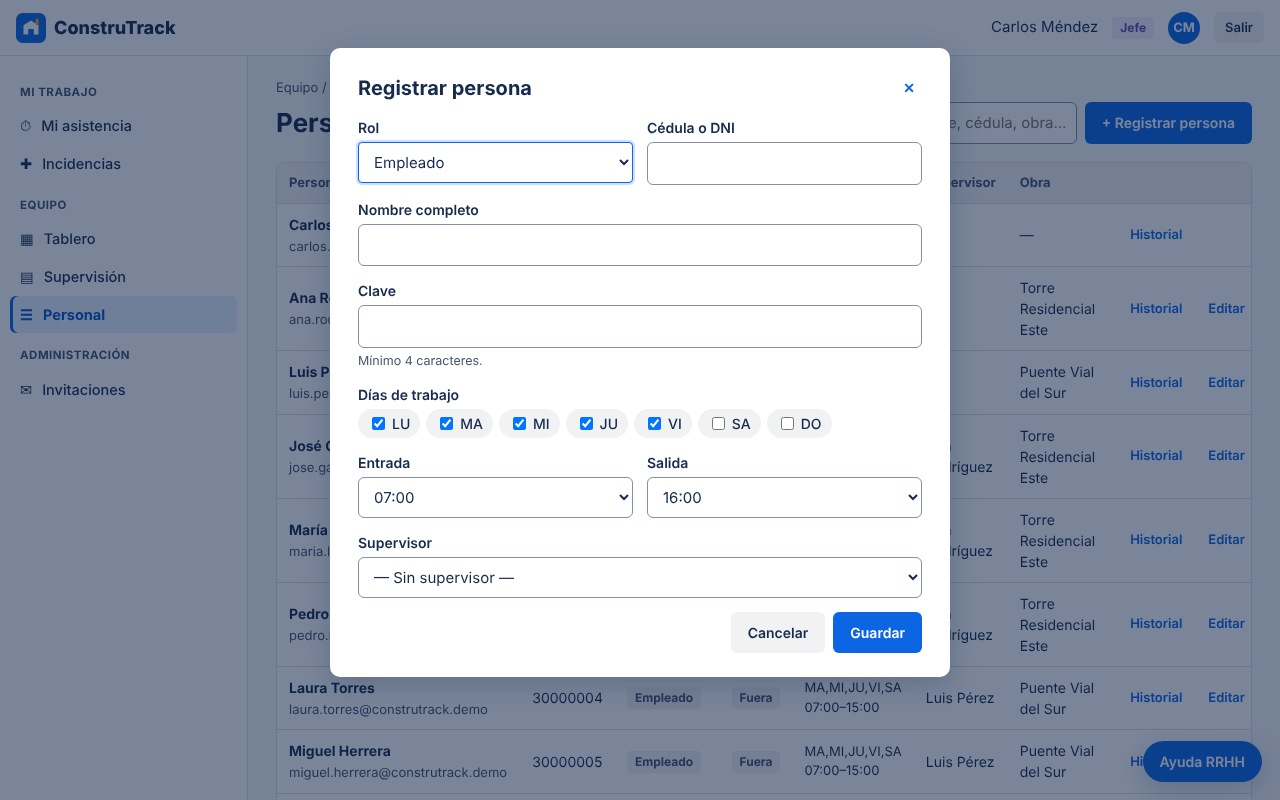 ConstruTrack
Carlos Méndez Jefe CM Salir
MI TRABAJO
Mi asistencia
Incidencias
EQUIPO
Tablero
Supervisión
Personal
ADMINISTRACIÓN
Invitaciones
Equipo /
cédula, obra...
+ Registrar persona
Obra
— Historial
Torre
Residencial
Este
Historial Editar
Puente Vial
del Sur
Historial Editar
Torre
Residencial
Este
Historial Editar
María
Torre
Residencial
Este
Historial Editar
Pedro
Torre
Residencial
Este
Historial Editar
Laura Torres
laura.torres@construtrack.demo
30000004 Empleado Fuera
MA,MI,JU,VI,SA
07:00–15:00
Luis Pérez
Puente Vial
del Sur
Historial Editar
Miguel Herrera
miguel.herrera@construtrack.demo
30000005 Empleado Fuera
MA,MI,JU,VI,SA
07:00–15:00
Luis Pérez
Puente Vial
del Sur
Ayuda RRHH
Registrar persona ×
Rol Cédula o DNI
Empleado
Nombre completo
Clave
Mínimo 4 caracteres.
Días de trabajo
LU MA MI JU VI SA DO
Entrada Salida
07:00 16:00
Supervisor
— Sin supervisor —
Cancelar Guardar